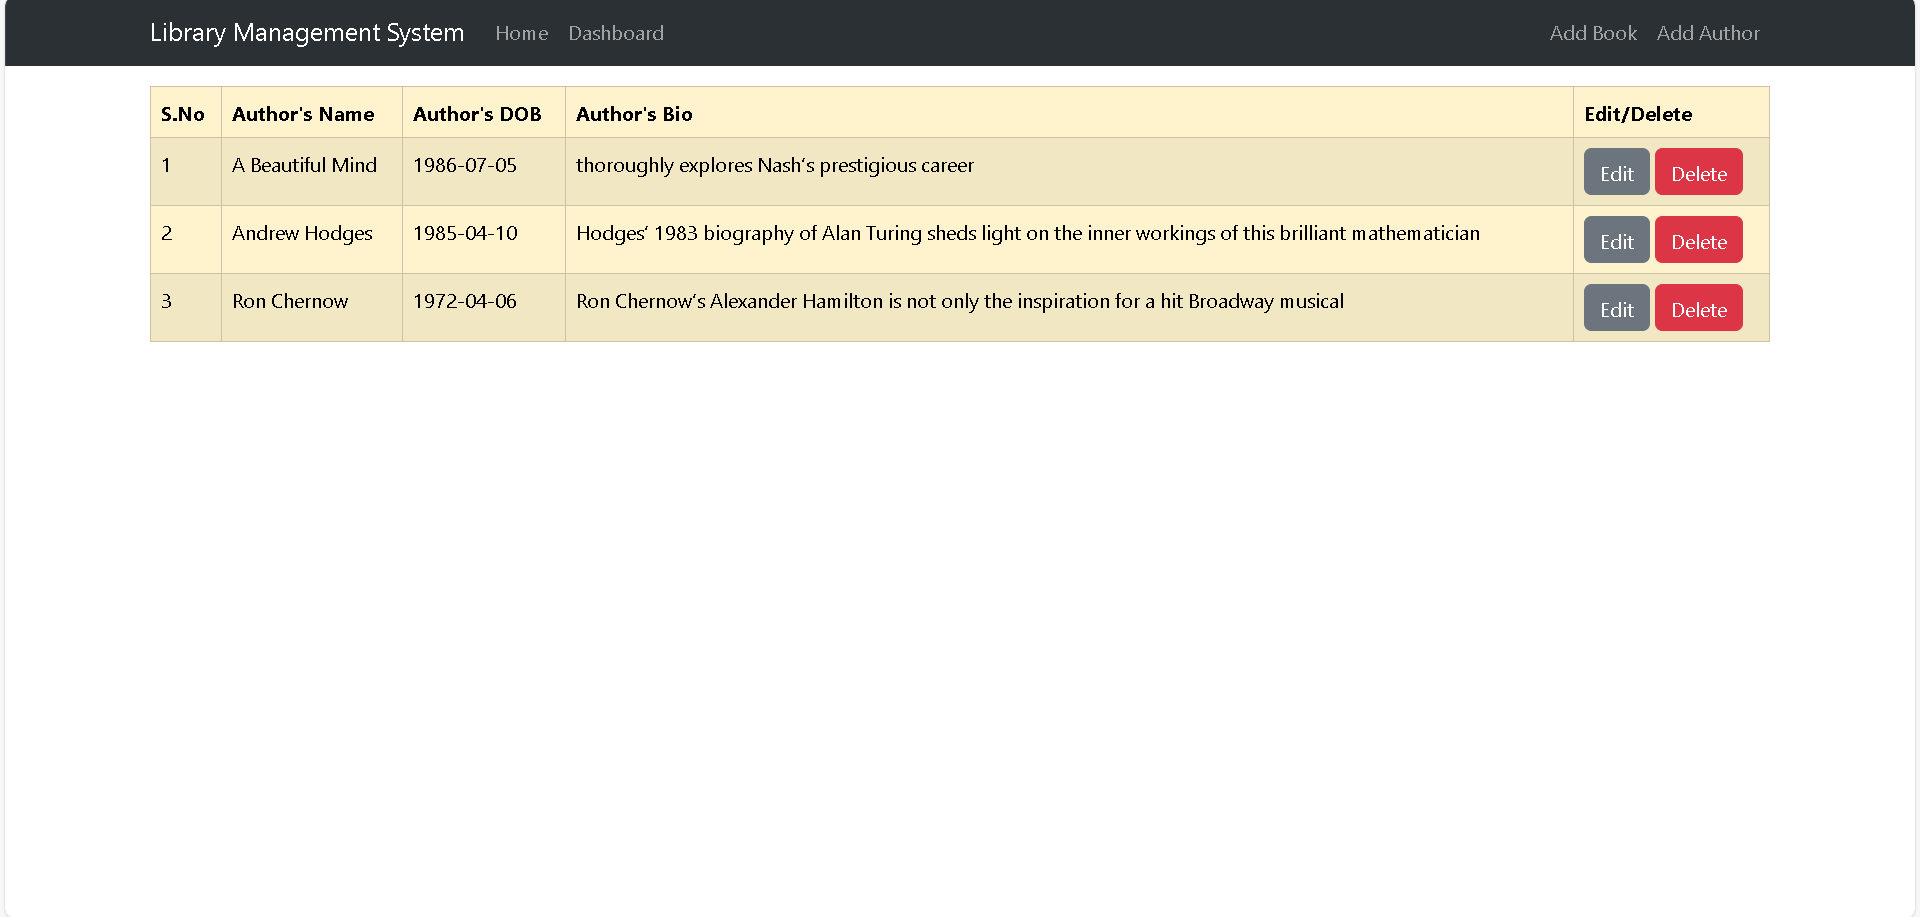 Library Management System Home Dashboard Add Book Add Author
S.No Author's Name Author's DOB Author's Bio Edit/Delete
1 A Beautiful Mind 1986-07-05 thoroughly explores Nash’s prestigious career Edit Delete
2 Andrew Hodges 1985-04-10 Hodges’ 1983 biography of Alan Turing sheds light on the inner workings of this brilliant mathematician Edit Delete
3 Ron Chernow 1972-04-06 Ron Chernow’s Alexander Hamilton is not only the inspiration for a hit Broadway musical Edit Delete